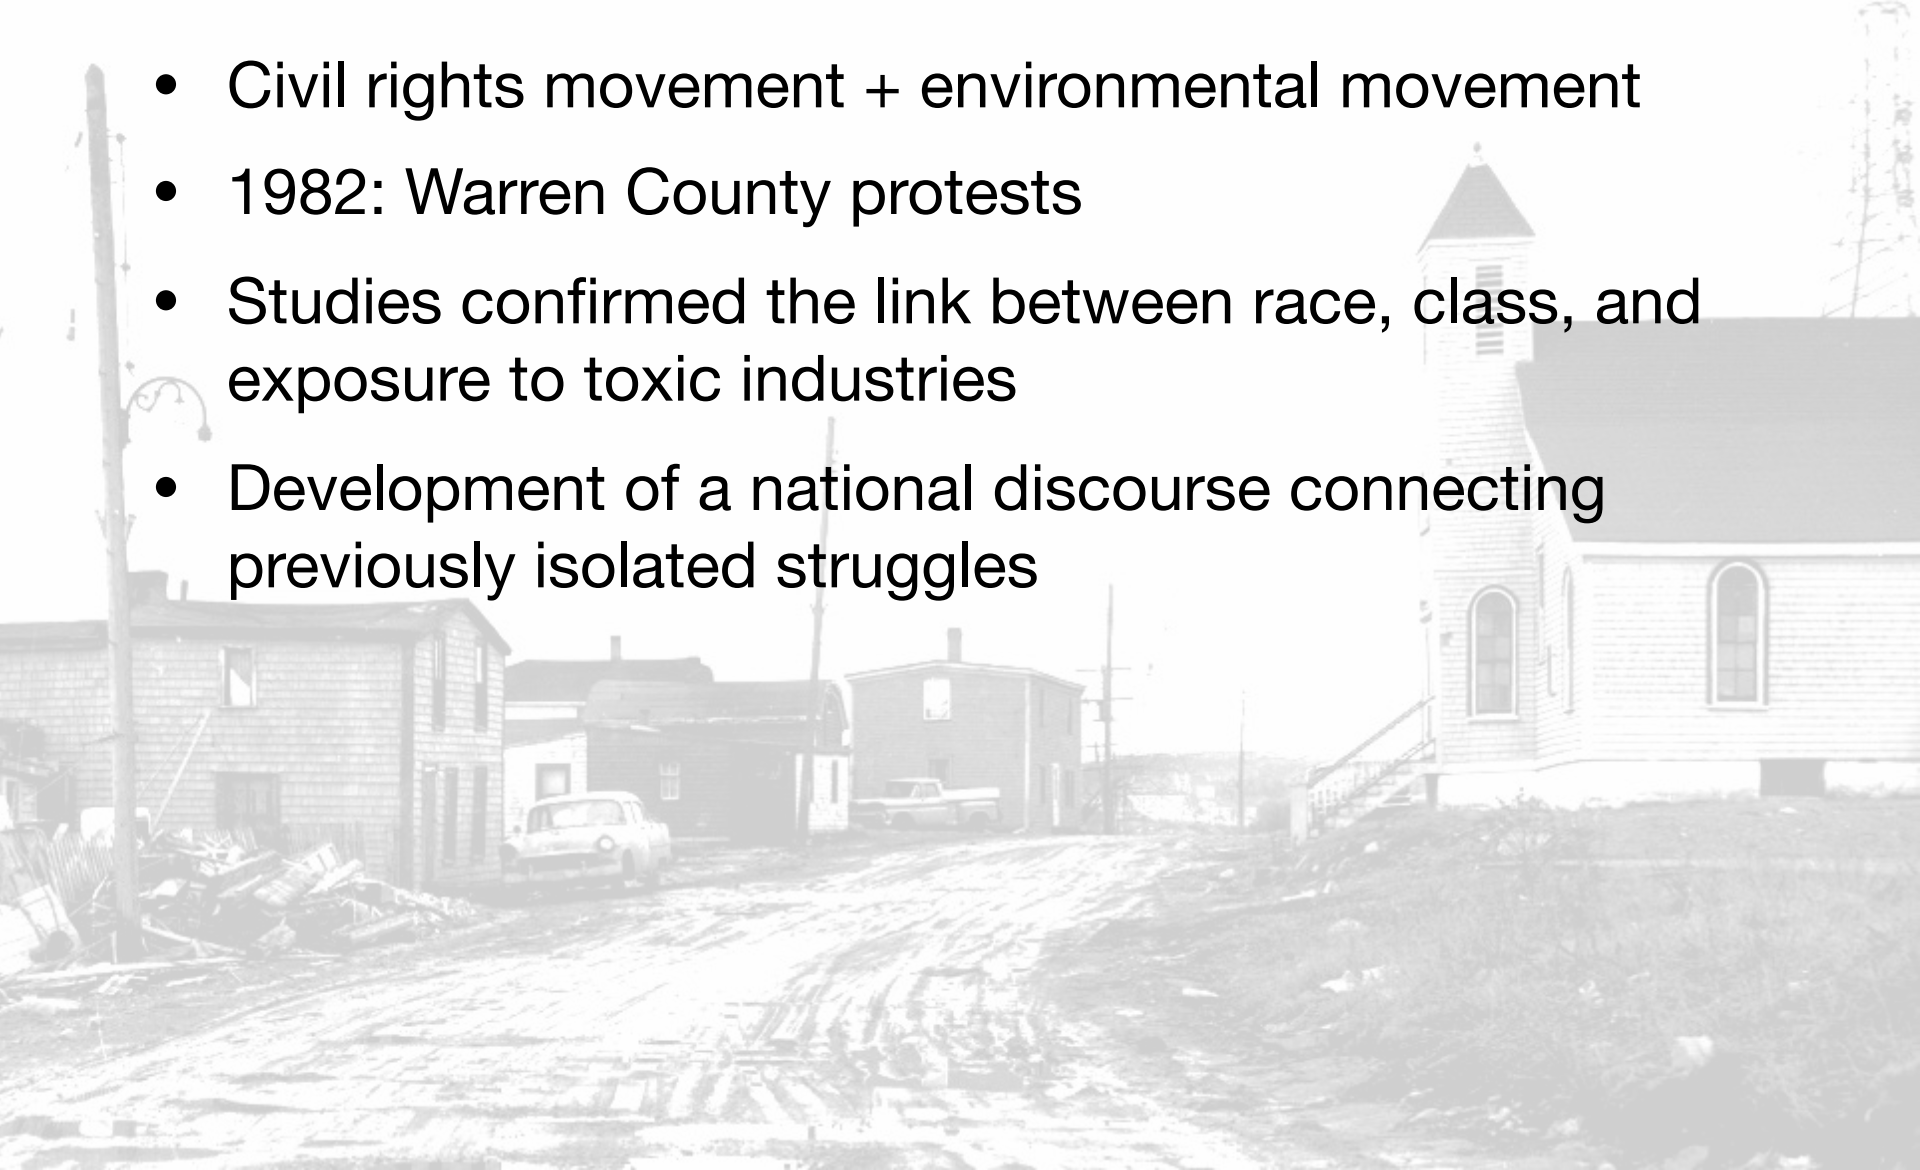 • Civil rights movement + environmental movement
• 1982: Warren County protests
• Studies confirmed the link between race, class, and
exposure to toxic industries
• Development of a national discourse connecting
previously isolated struggles